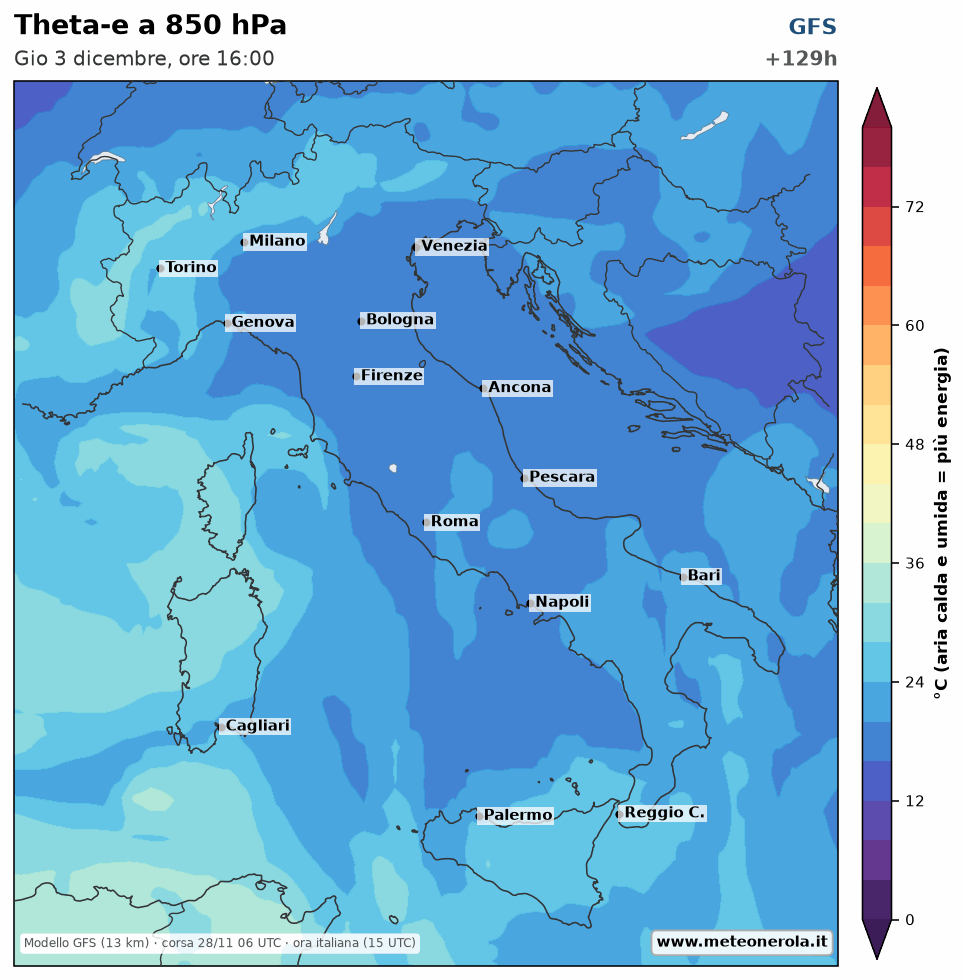 Theta-e a 850 hPa
GFS
Gio 3 dicembre, ore 16:00
+129h
Milano
Venezia
Torino
Genova
Bologna
Firenze
Ancona
Pescara
Roma
Bari
Napoli
Cagliari
Palermo
Reggio C.
72
60
48
36
24
12
0
°C (aria calda e umida = più energia)
Modello GFS (13 km) · corsa 28/11 06 UTC · ora italiana (15 UTC)
www.meteonerola.it